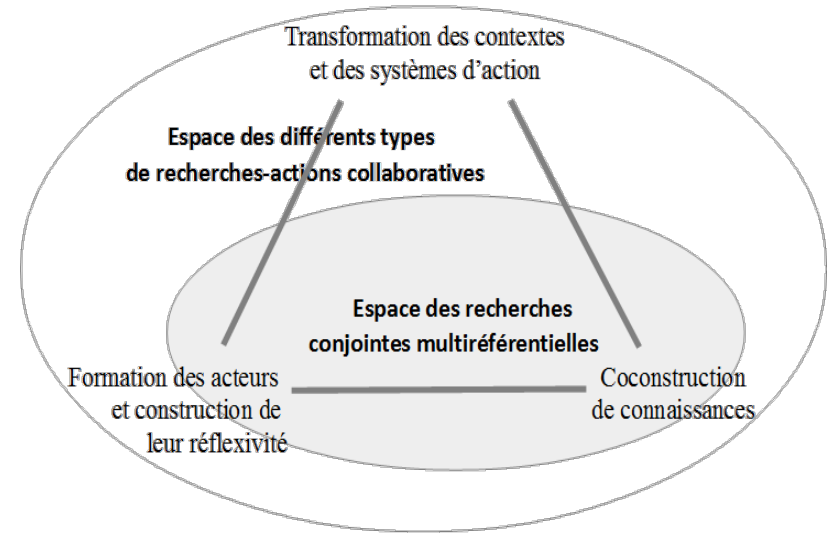 Transformation des contextes
et des systèmes d’action
Espace des différents types
de recherches-actions collaboratives
Espace des recherches
conjointes multiréférentielles
Formation des acteurs
et construction de
leur réflexivité
Coconstruction
de connaissances